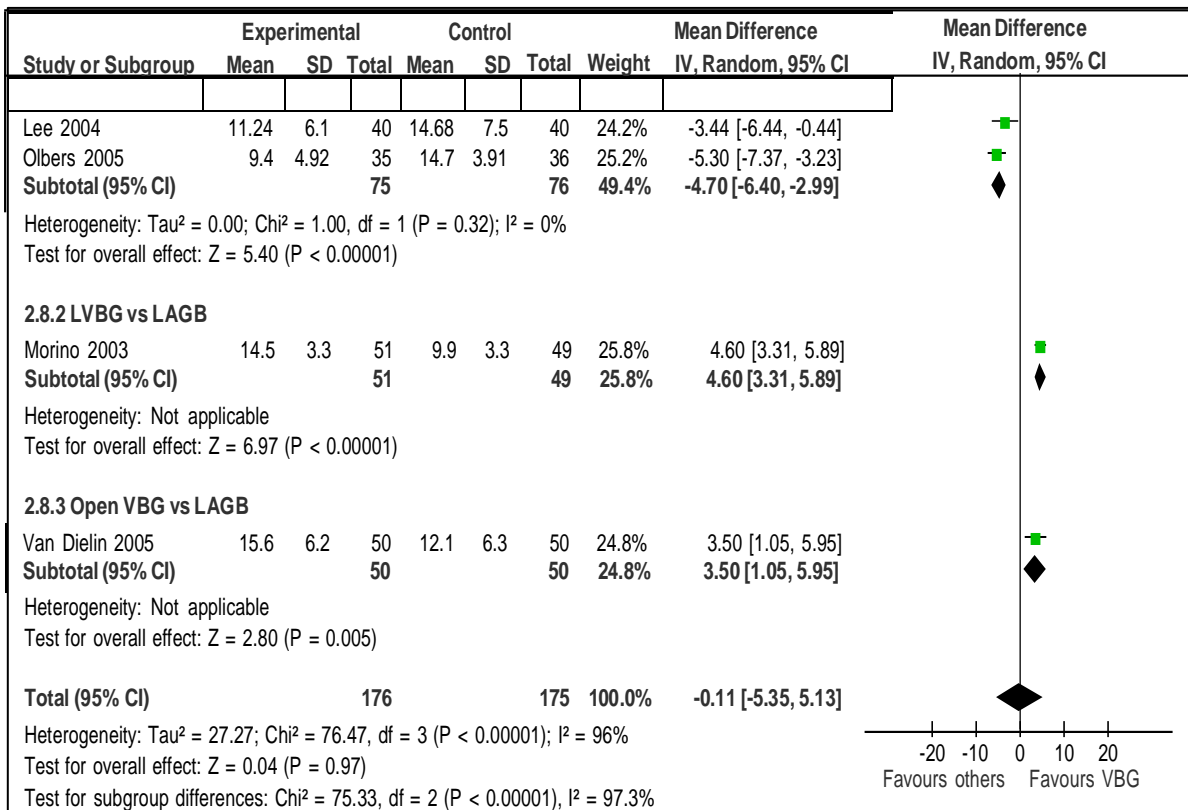 Experimental Control Mean Difference Mean Difference
Study or Subgroup Mean SD Total Mean SD Total Weight IV, Random, 95% CI IV, Random, 95% CI
Lee 2004 11.24 6.1 40 14.68 7.5 40 24.2% -3.44 [-6.44, -0.44]
Olbers 2005 9.4 4.92 35 14.7 3.91 36 25.2% -5.30 [-7.37, -3.23]
Subtotal (95% CI) 75 76 49.4% -4.70 [-6.40, -2.99]
Heterogeneity: Tau² = 0.00; Chi² = 1.00, df = 1 (P = 0.32); I² = 0%
Test for overall effect: Z = 5.40 (P < 0.00001)
2.8.2 LVBG vs LAGB
Morino 2003 14.5 3.3 51 9.9 3.3 49 25.8% 4.60 [3.31, 5.89]
Subtotal (95% CI) 51 49 25.8% 4.60 [3.31, 5.89]
Heterogeneity: Not applicable
Test for overall effect: Z = 6.97 (P < 0.00001)
2.8.3 Open VBG vs LAGB
Van Dielin 2005 15.6 6.2 50 12.1 6.3 50 24.8% 3.50 [1.05, 5.95]
Subtotal (95% CI) 50 50 24.8% 3.50 [1.05, 5.95]
Heterogeneity: Not applicable
Test for overall effect: Z = 2.80 (P = 0.005)
Total (95% CI) 176 175 100.0% -0.11 [-5.35, 5.13]
Heterogeneity: Tau² = 27.27; Chi² = 76.47, df = 3 (P < 0.00001); I² = 96%
Test for overall effect: Z = 0.04 (P = 0.97)
Test for subgroup differences: Chi² = 75.33, df = 2 (P < 0.00001), I² = 97.3%
-20 -10 0 10 20
Favours others Favours VBG